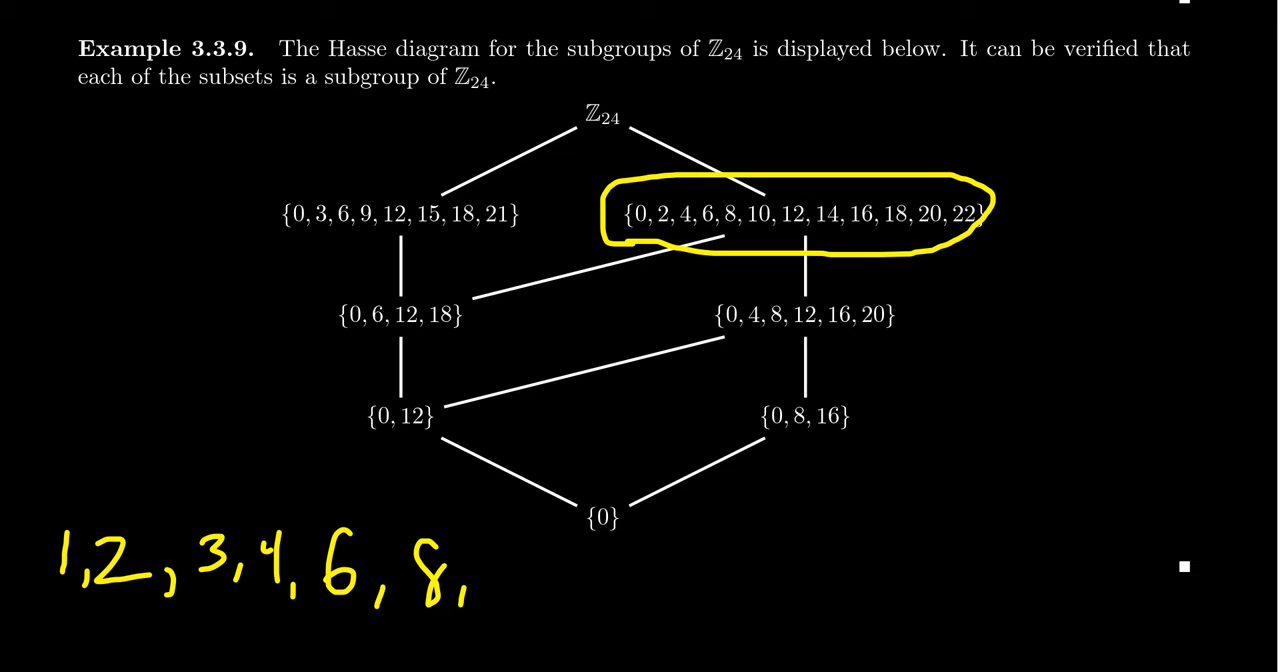 Example 3.3.9. The Hasse diagram for the subgroups of ℤ₂₄ is displayed below. It can be verified that
each of the subsets is a subgroup of ℤ₂₄.
ℤ₂₄
{0, 3, 6, 9, 12, 15, 18, 21} {0, 2, 4, 6, 8, 10, 12, 14, 16, 18, 20, 22}
{0, 6, 12, 18} {0, 4, 8, 12, 16, 20}
{0, 12} {0, 8, 16}
{0}
1, 2, 3, 4, 6, 8,